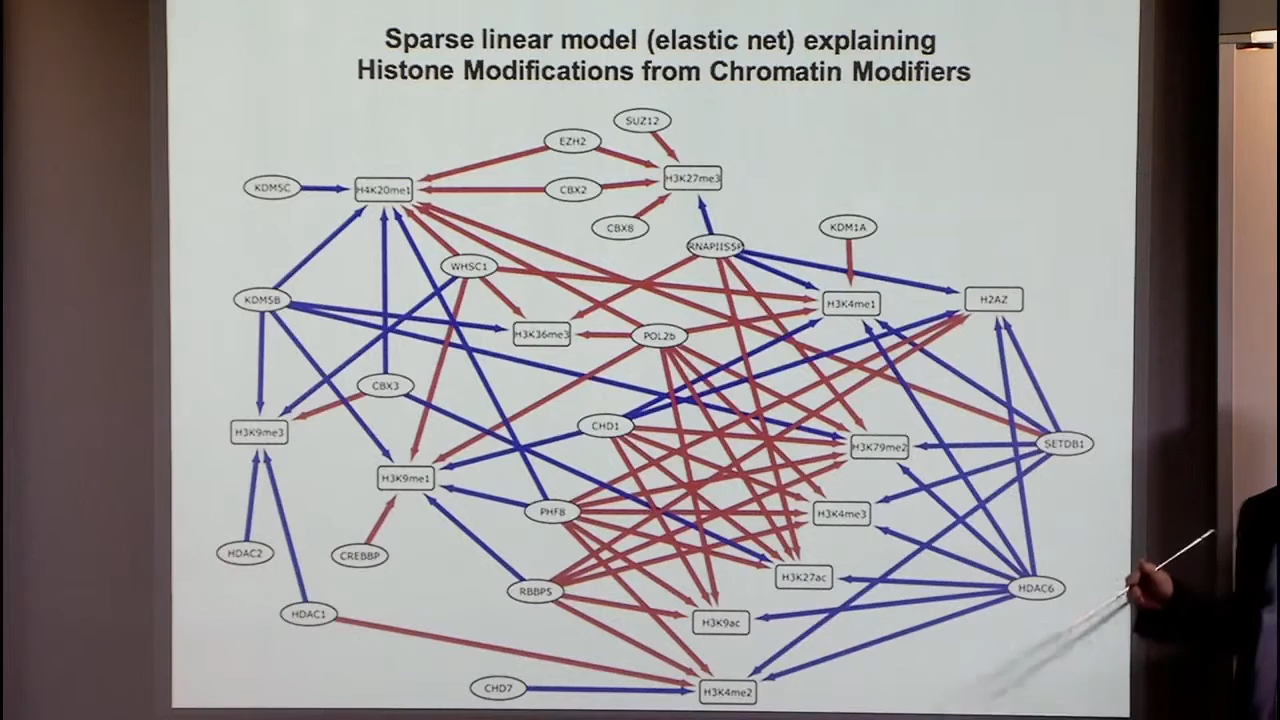 Sparse linear model (elastic net) explaining
Histone Modifications from Chromatin Modifiers
SUZ12
EZH2
H3K27me3
KDM5C
H4K20me1
CBX2
CBX8
KDM1A
RNAPIIS5P
WHSC1
KDM5B
H3K4me1
H2AZ
H3K36me3
POL2b
CBX3
CHD1
H3K9me3
H3K79me2
SETDB1
H3K9me1
PHF8
H3K4me3
HDAC2
CREBBP
H3K27ac
RBBP5
HDAC6
HDAC1
H3K9ac
CHD7
H3K4me2